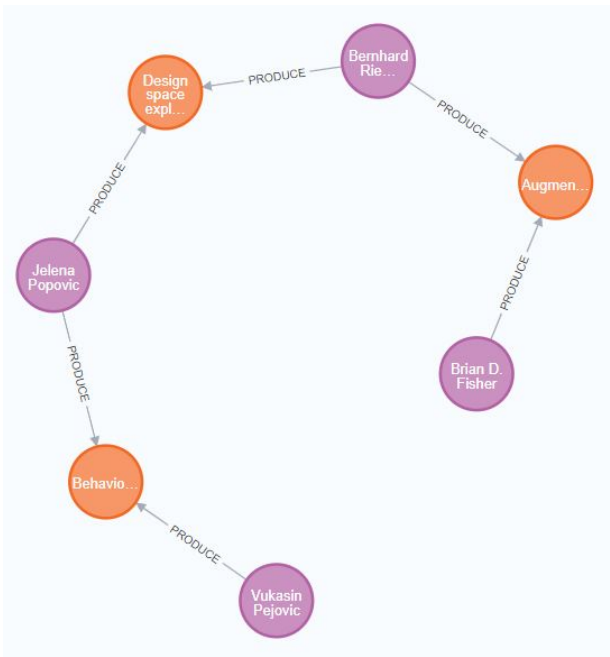 Bernhard
Rie...
Design
space
expl...
PRODUCE
PRODUCE
Augmen...
PRODUCE
Jelena
Popovic
PRODUCE
Brian D.
Fisher
PRODUCE
Behavio...
PRODUCE
Vukasin
Pejovic